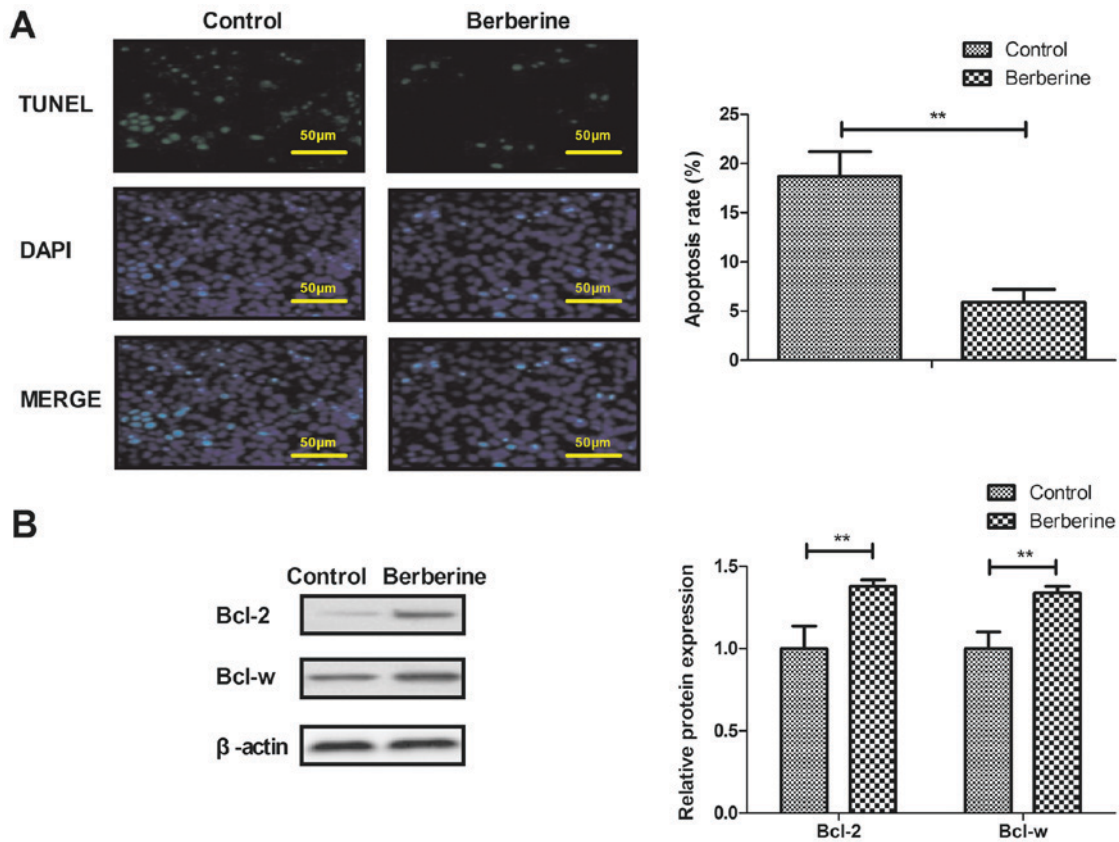 A
Control
Berberine
TUNEL
50µm
50µm
DAPI
50µm
50µm
MERGE
50µm
50µm
Control
Berberine
Apoptosis rate (%)
25
20
15
10
5
0
**
B
Control Berberine
Bcl-2
Bcl-w
β -actin
Control
Berberine
Relative protein expression
1.5
1.0
0.5
0.0
**
**
Bcl-2
Bcl-w